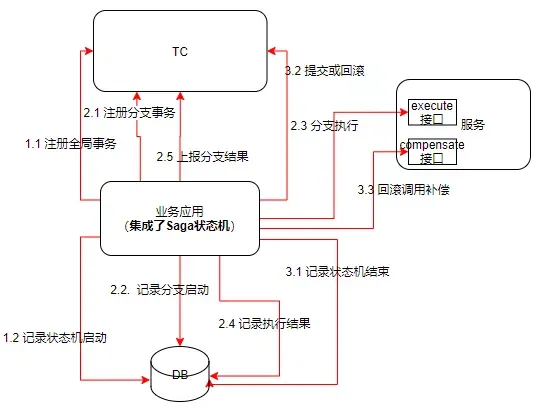 TC
3.2 提交或回滚
2.1 注册分支事务
execute
接口
服务
2.3 分支执行
1.1 注册全局事务
2.5 上报分支结果
compensate
接口
3.3 回滚调用补偿
业务应用
（集成了Saga状态机）
3.1 记录状态机结束
2.2. 记录分支启动
2.4 记录执行结果
1.2 记录状态机启动
DB